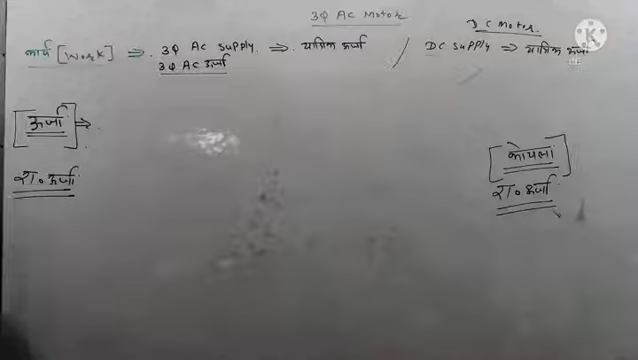 3Φ AC Motor
DC Motor
कार्य [Work] ⇒ 3Φ AC Supply ⇒ यांत्रिक ऊर्जा / DC Supply ⇒ यांत्रिक ऊर्जा
3Φ AC ऊर्जा
[ऊर्जा] ⇒
रा० ऊर्जा
[कोयला]
रा० ऊर्जा